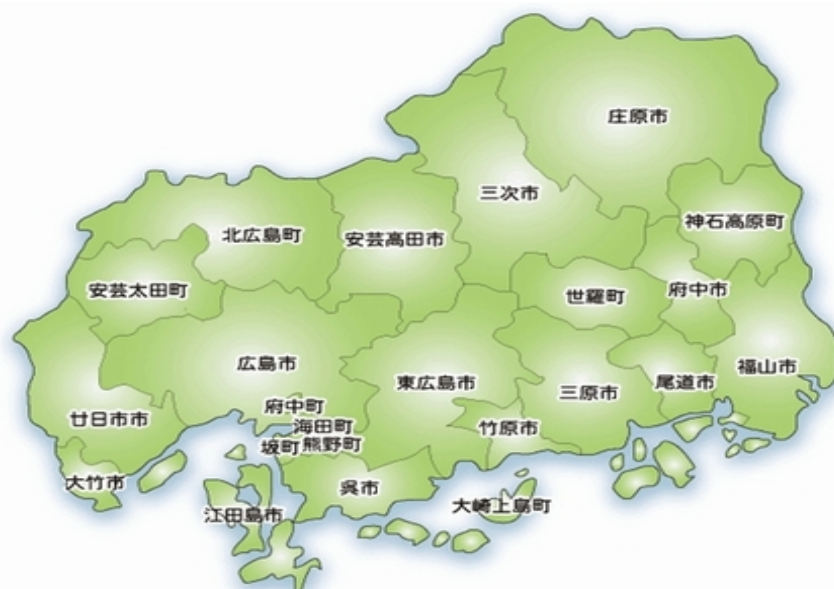 庄原市
三次市
神石高原町
北広島町
安芸高田市
安芸太田町
世羅町
府中市
広島市
東広島市
三原市
尾道市
福山市
府中町
廿日市市
海田町
竹原市
坂町
熊野町
大竹市
呉市
江田島市
大崎上島町